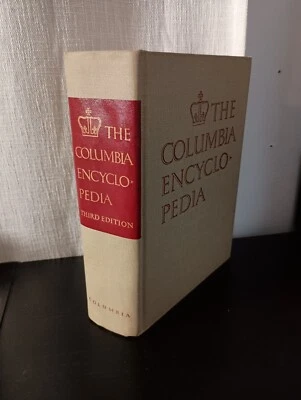 THE
COLUMBIA
ENCYCLO-
PEDIA
THIRD EDITION
COLUMBIA
THE
COLUMBIA
ENCYCLO-
PEDIA